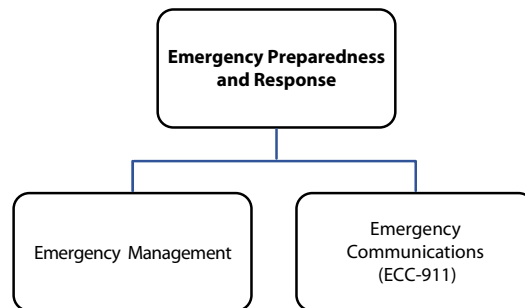 Emergency Preparedness
and Response
Emergency Management
Emergency
Communications
(ECC-911)